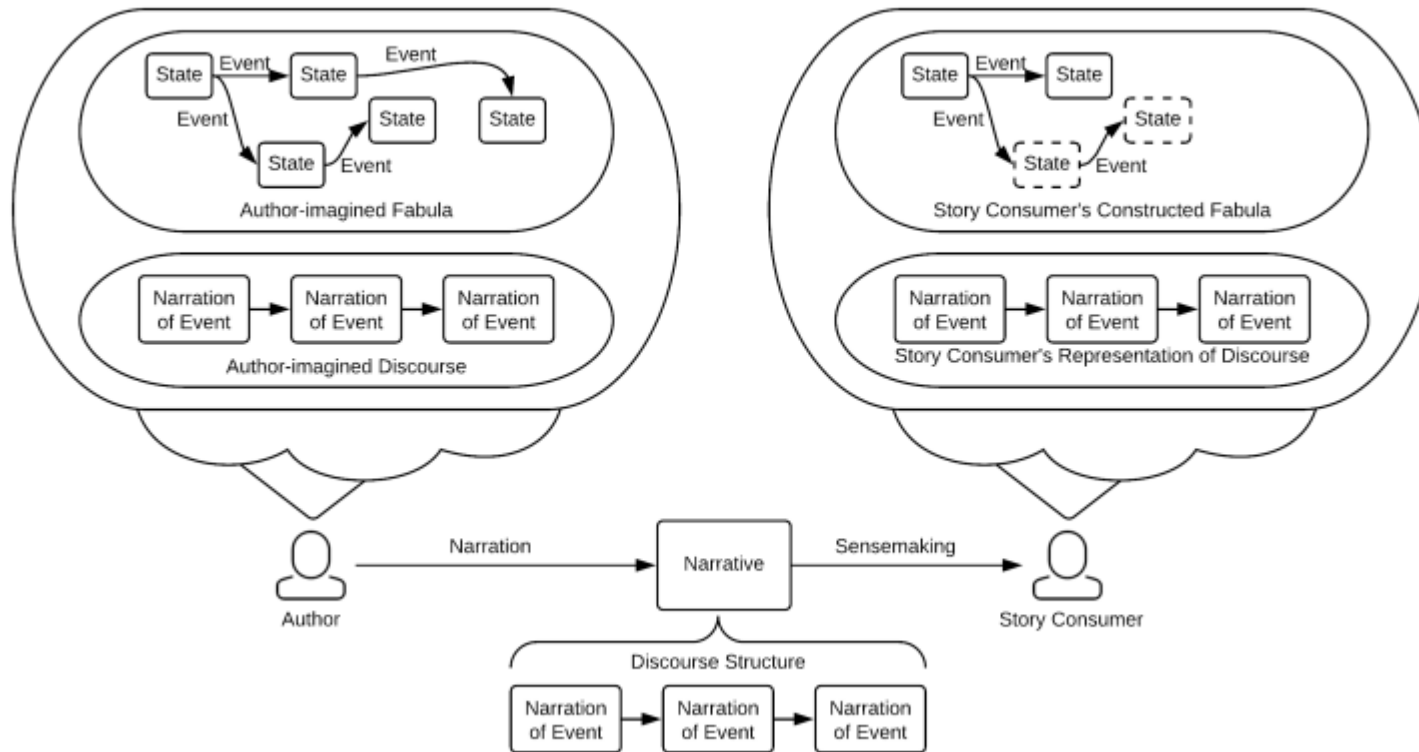 Event
Event
State
State
Event
State
State
State
Event
Author-imagined Fabula
Narration
of Event
Narration
of Event
Narration
of Event
Author-imagined Discourse
Event
State
State
Event
State
State
Event
Story Consumer's Constructed Fabula
Narration
of Event
Narration
of Event
Narration
of Event
Story Consumer's Representation of Discourse
Narration
Narrative
Sensemaking
Author
Story Consumer
Discourse Structure
Narration
of Event
Narration
of Event
Narration
of Event